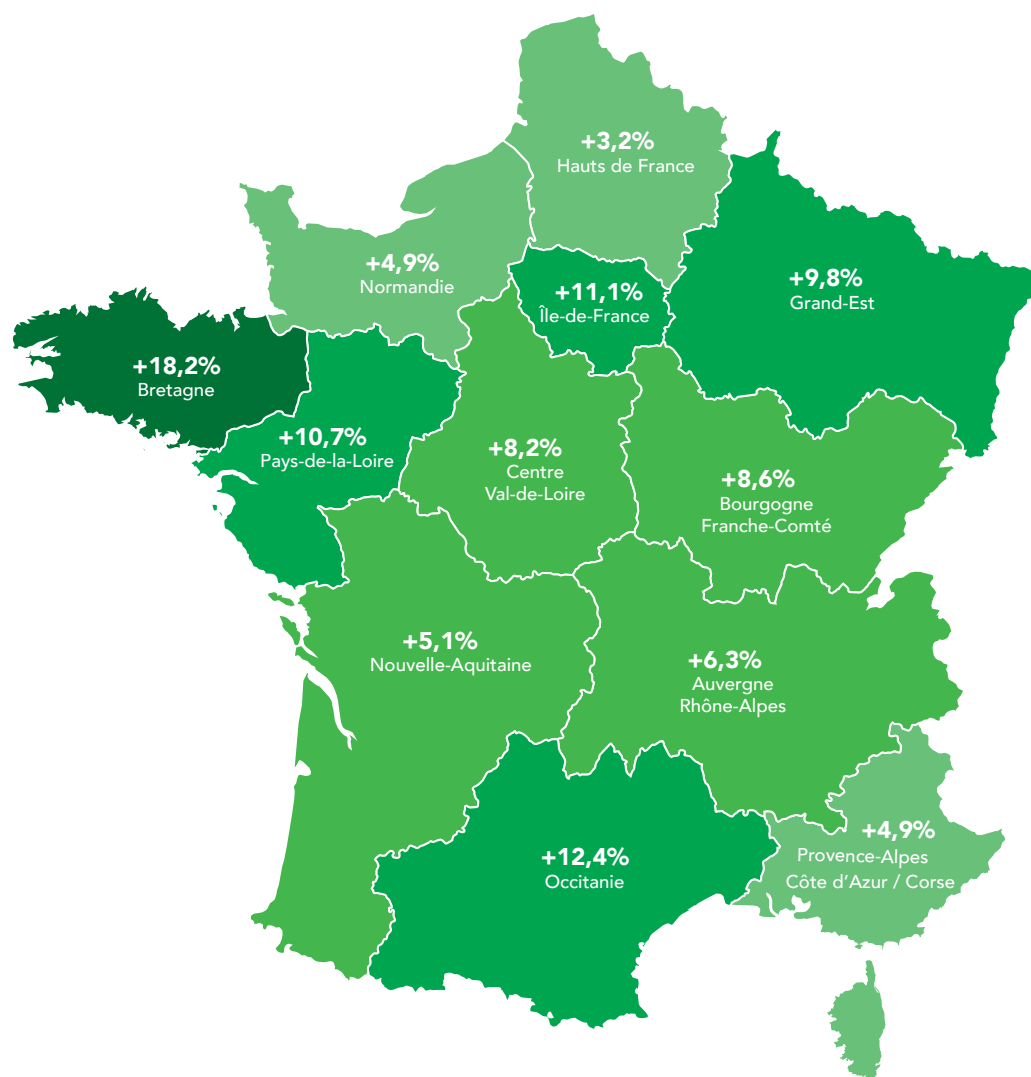 +3,2%
Hauts de France
+4,9%
Normandie
+11,1%
Île-de-France
+9,8%
Grand-Est
+18,2%
Bretagne
+10,7%
Pays-de-la-Loire
+8,2%
Centre
Val-de-Loire
+8,6%
Bourgogne
Franche-Comté
+5,1%
Nouvelle-Aquitaine
+6,3%
Auvergne
Rhône-Alpes
+12,4%
Occitanie
+4,9%
Provence-Alpes
Côte d'Azur / Corse